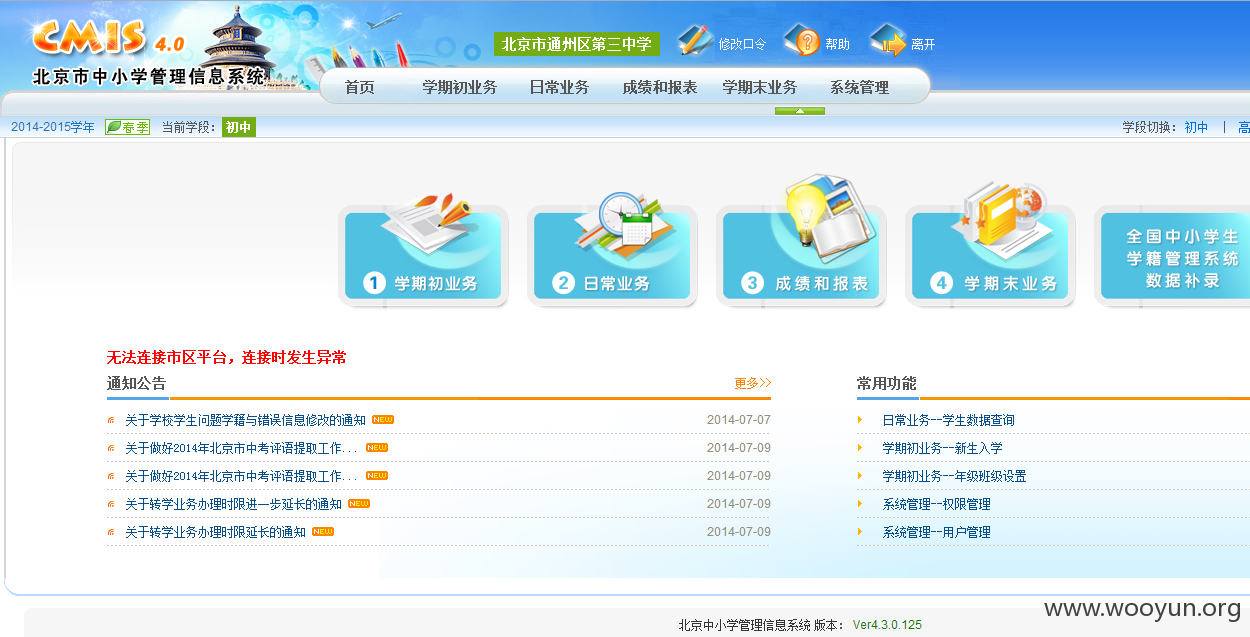 CMIS 4.0
北京市中小学管理信息系统
北京市通州区第三中学
修改口令
帮助
离开
首页 学期初业务 日常业务 成绩和报表 学期末业务 系统管理
2014-2015学年 春季 当前学段： 初中
学段切换： 初中 | 高
1 学期初业务
2 日常业务
3 成绩和报表
4 学期末业务
全国中小学生
学籍管理系统
数据补录
无法连接市区平台，连接时发生异常
通知公告 更多>>
关于学校学生问题学籍与错误信息修改的通知 NEW 2014-07-07
关于做好2014年北京市中考评语提取工作... NEW 2014-07-09
关于做好2014年北京市中考评语提取工作... NEW 2014-07-09
关于转学业务办理时限进一步延长的通知 NEW 2014-07-09
关于转学业务办理时限延长的通知 NEW 2014-07-09
常用功能
日常业务--学生数据查询
学期初业务--新生入学
学期初业务--年级班级设置
系统管理--权限管理
系统管理--用户管理
www.wooyun.org
北京中小学管理信息系统 版本： Ver4.3.0.125